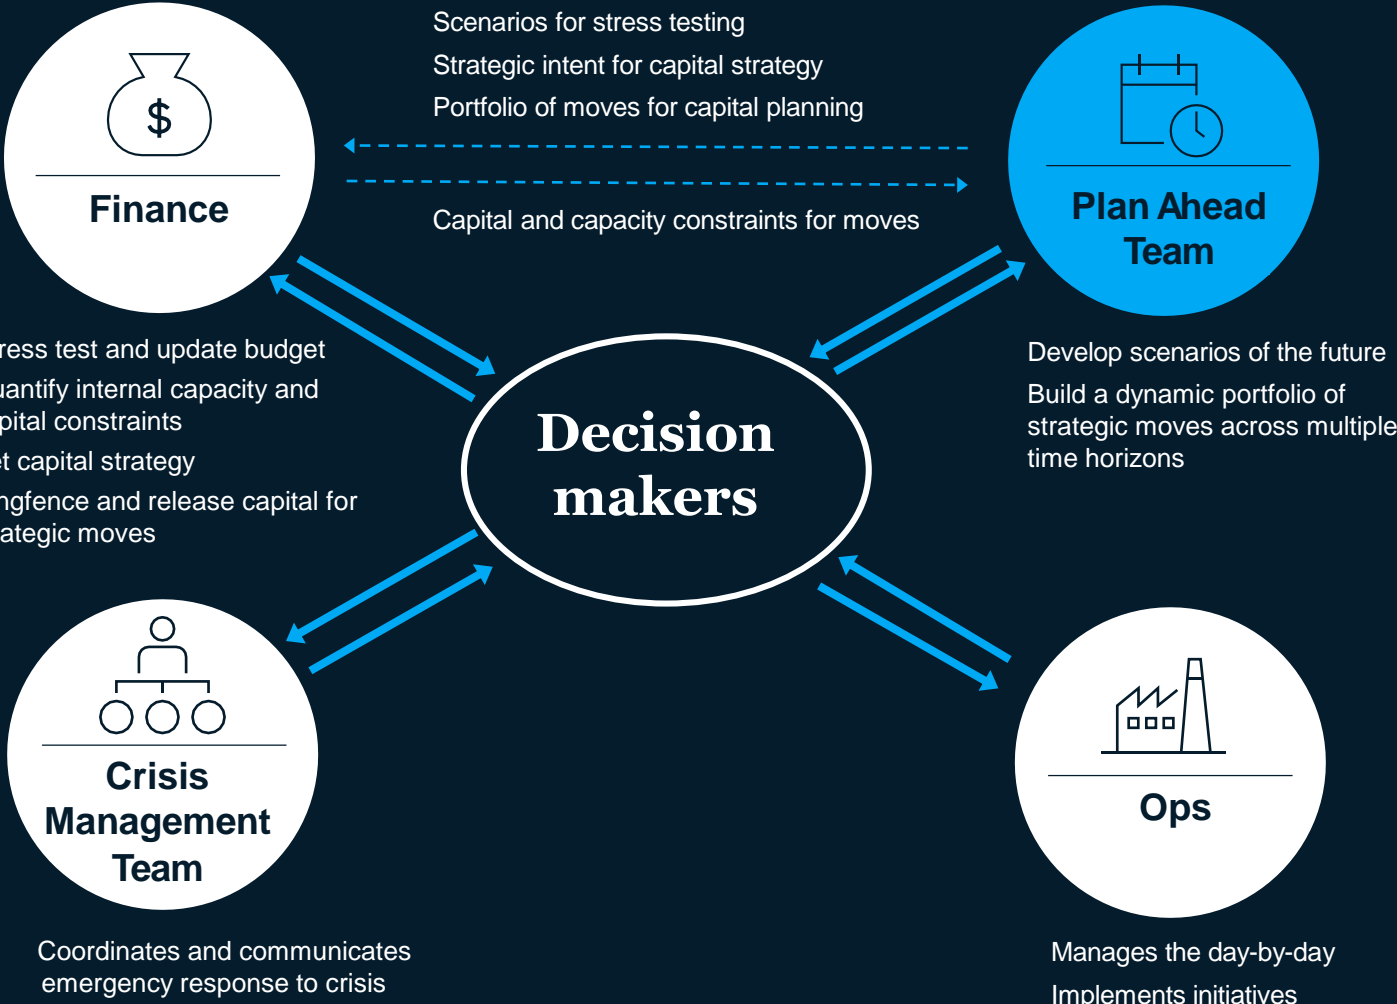 Scenarios for stress testing
Strategic intent for capital strategy
Portfolio of moves for capital planning
$
Finance
Capital and capacity constraints for moves
Plan Ahead
Team
ress test and update budget
uantify internal capacity and
pital constraints
t capital strategy
ngfence and release capital for
ategic moves
Develop scenarios of the future
Build a dynamic portfolio of
strategic moves across multiple
time horizons
Decision
makers
Crisis
Management
Team
Coordinates and communicates
emergency response to crisis
Ops
Manages the day-by-day
Implements initiatives